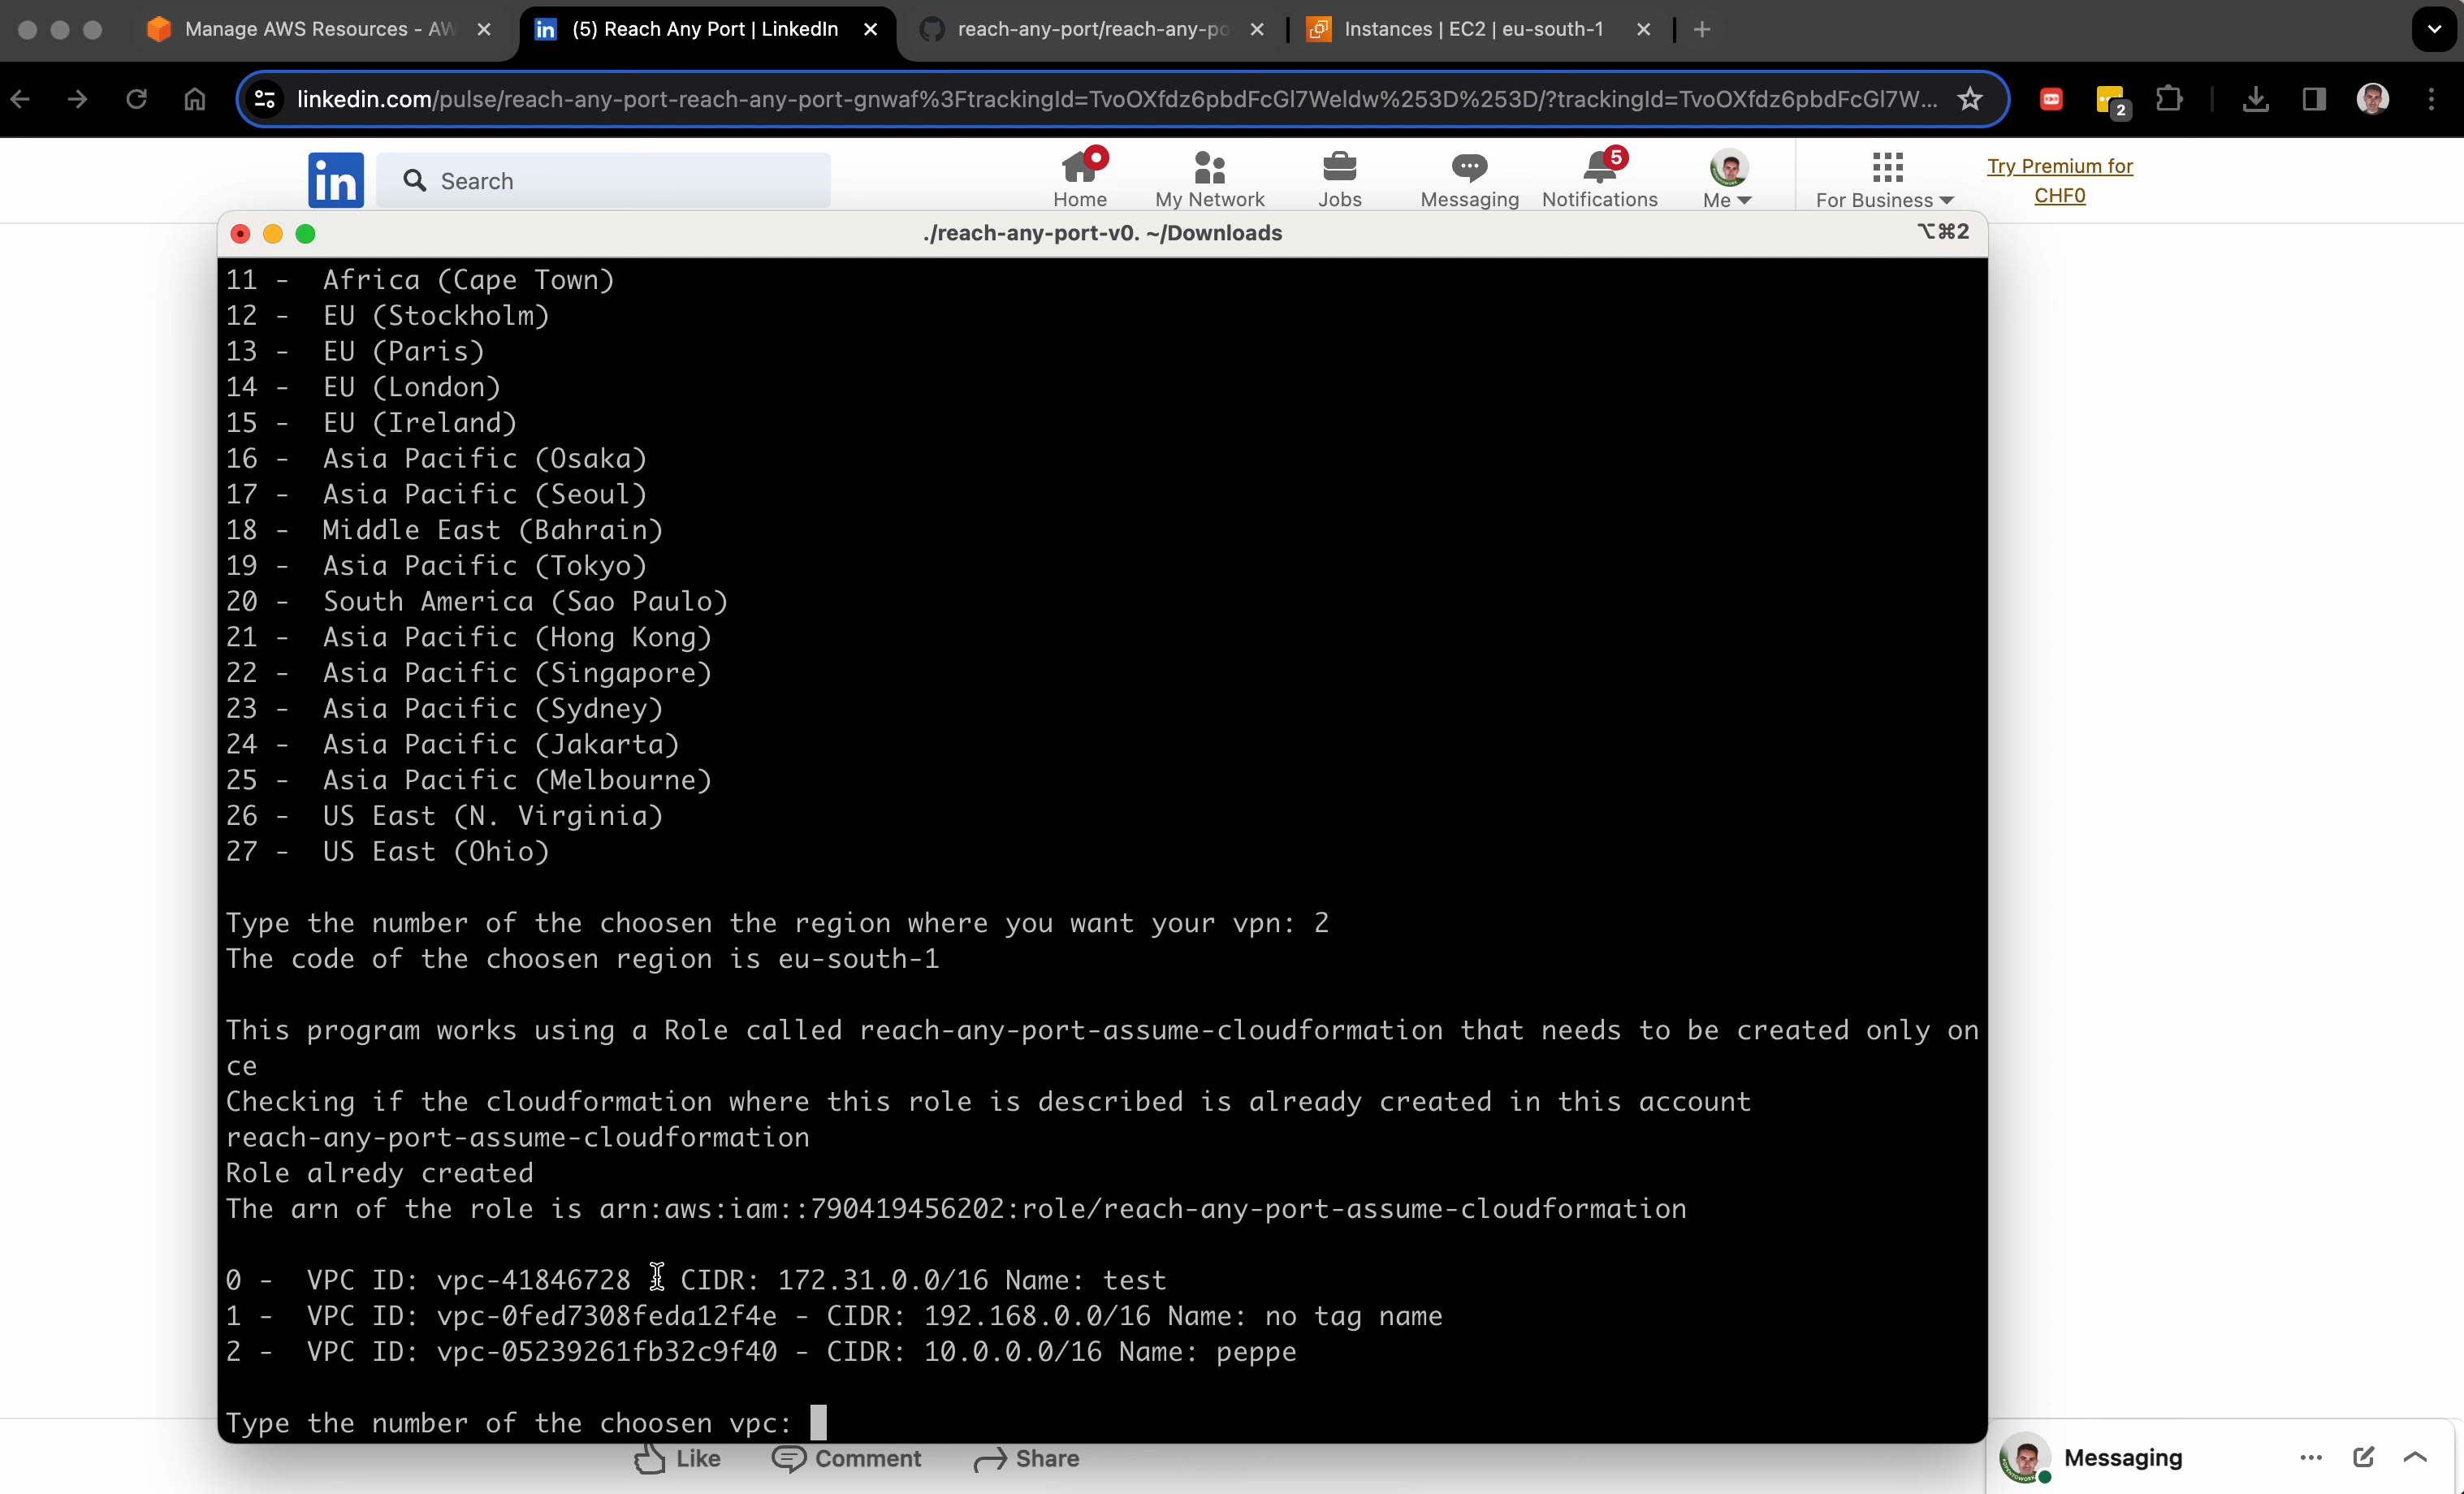 Manage AWS Resources - AW
(5) Reach Any Port | LinkedIn
reach-any-port/reach-any-po
Instances | EC2 | eu-south-1
linkedin.com/pulse/reach-any-port-reach-any-port-gnwaf%3FtrackingId=TvoOXfdz6pbdFcGl7Weldw%253D%253D/?trackingId=TvoOXfdz6pbdFcGl7W...
2
in
Search
Home
My Network
Jobs
Messaging
5
Notifications
Me
For Business
Try Premium for
CHF0
./reach-any-port-v0. ~/Downloads
⌥⌘2
11 - Africa (Cape Town)
12 - EU (Stockholm)
13 - EU (Paris)
14 - EU (London)
15 - EU (Ireland)
16 - Asia Pacific (Osaka)
17 - Asia Pacific (Seoul)
18 - Middle East (Bahrain)
19 - Asia Pacific (Tokyo)
20 - South America (Sao Paulo)
21 - Asia Pacific (Hong Kong)
22 - Asia Pacific (Singapore)
23 - Asia Pacific (Sydney)
24 - Asia Pacific (Jakarta)
25 - Asia Pacific (Melbourne)
26 - US East (N. Virginia)
27 - US East (Ohio)
Type the number of the choosen the region where you want your vpn: 2
The code of the choosen region is eu-south-1
This program works using a Role called reach-any-port-assume-cloudformation that needs to be created only on
ce
Checking if the cloudformation where this role is described is already created in this account
reach-any-port-assume-cloudformation
Role alredy created
The arn of the role is arn:aws:iam::790419456202:role/reach-any-port-assume-cloudformation
0 - VPC ID: vpc-41846728 CIDR: 172.31.0.0/16 Name: test
1 - VPC ID: vpc-0fed7308feda12f4e - CIDR: 192.168.0.0/16 Name: no tag name
2 - VPC ID: vpc-05239261fb32c9f40 - CIDR: 10.0.0.0/16 Name: peppe
Type the number of the choosen vpc:
Like
Comment
Share
Messaging